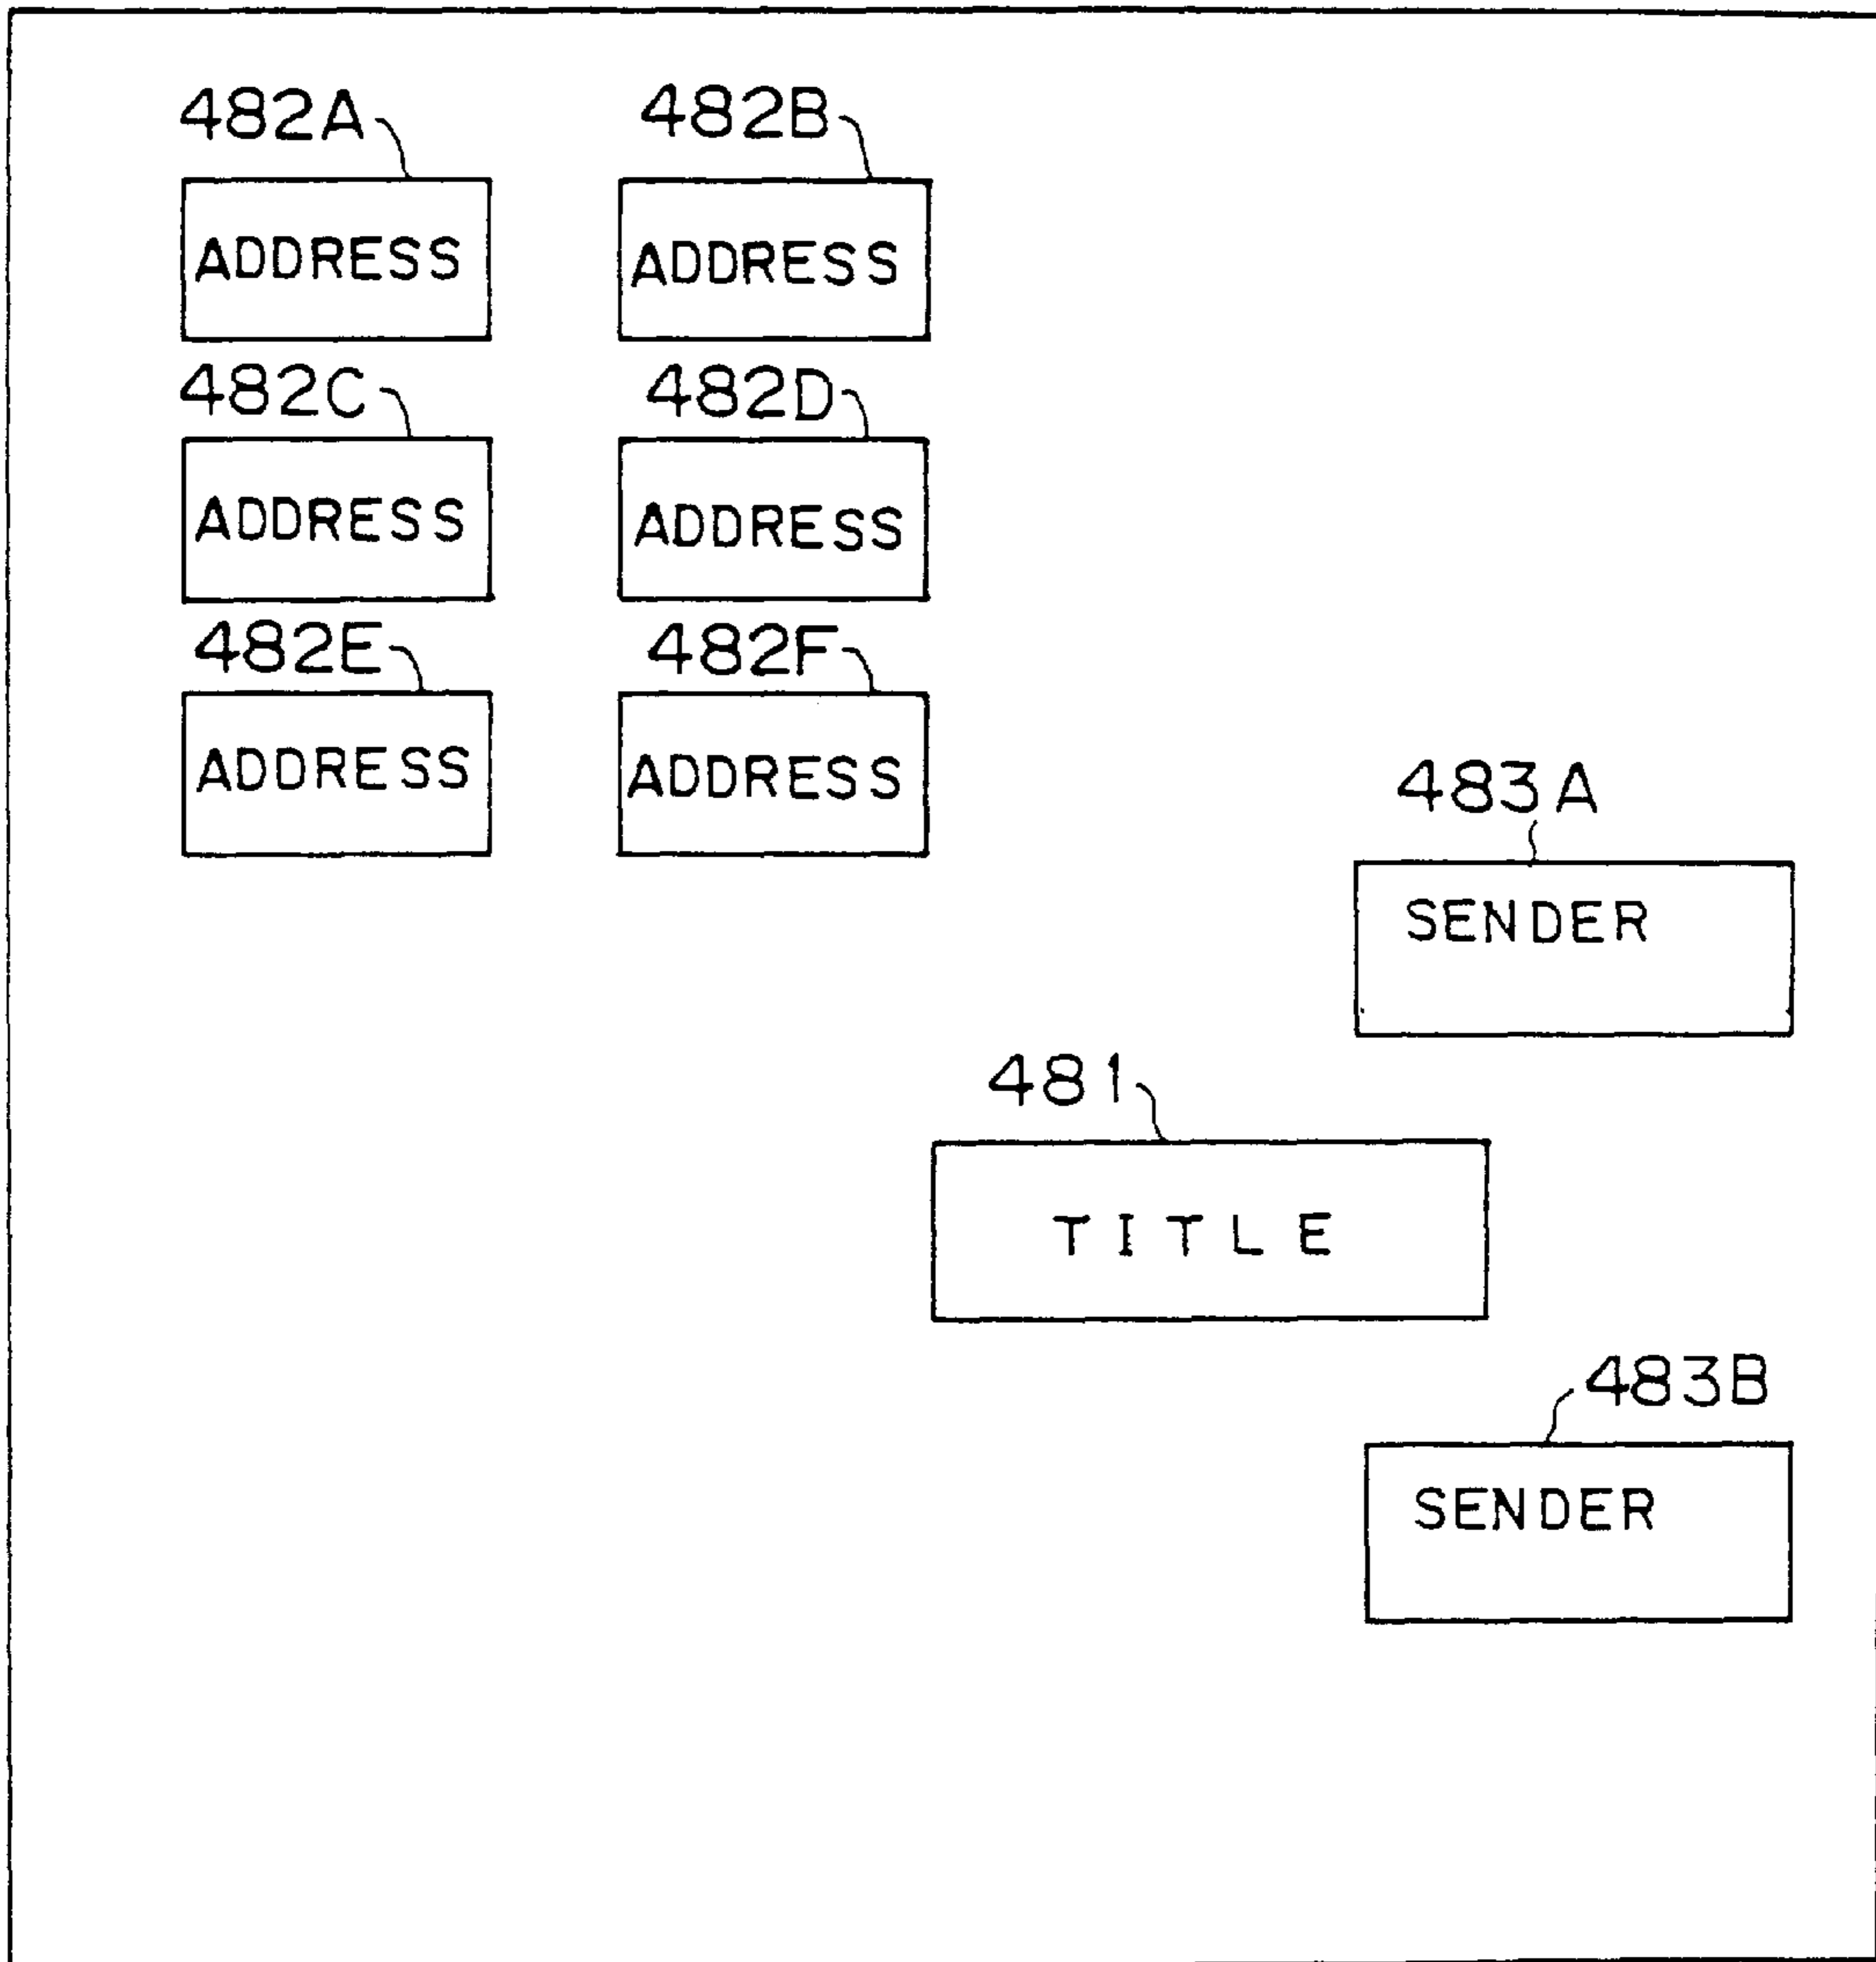 482A 482B
ADDRESS ADDRESS
482C 482D
ADDRESS ADDRESS
482E 482F
ADDRESS ADDRESS
483A
SENDER
481
TITLE
483B
SENDER